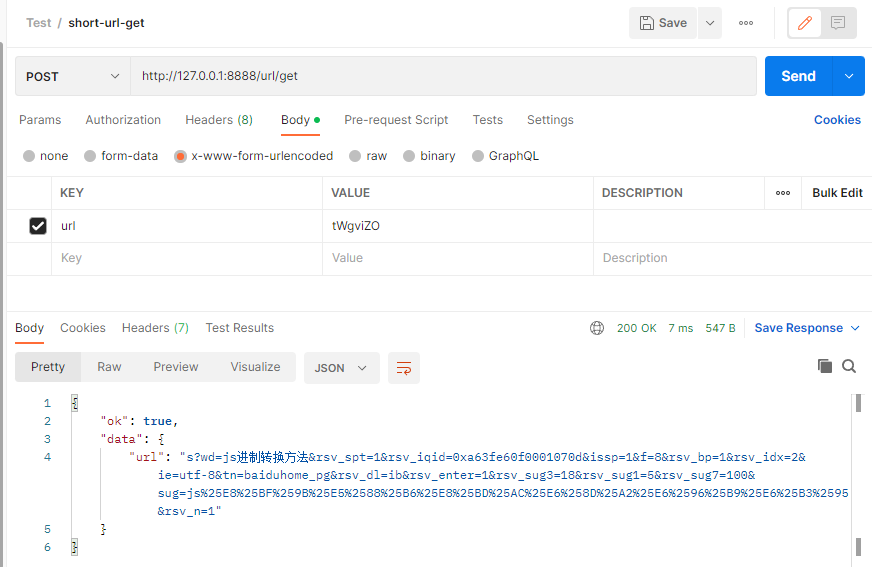 Test / short-url-get
Save
POST http://127.0.0.1:8888/url/get Send
Params Authorization Headers (8) Body Pre-request Script Tests Settings Cookies
none form-data x-www-form-urlencoded raw binary GraphQL
KEY VALUE DESCRIPTION Bulk Edit
url tWgviZO
Key Value Description
Body Cookies Headers (7) Test Results 200 OK 7 ms 547 B Save Response
Pretty Raw Preview Visualize JSON
1 {
2 "ok": true,
3 "data": {
4 "url": "s?wd=js进制转换方法&rsv_spt=1&rsv_iqid=0xa63fe60f0001070d&issp=1&f=8&rsv_bp=1&rsv_idx=2&
ie=utf-8&tn=baiduhome_pg&rsv_dl=ib&rsv_enter=1&rsv_sug3=18&rsv_sug1=5&rsv_sug7=100&
sug=js%25E8%25BF%259B%25E5%2588%25B6%25E8%25BD%25AC%25E6%258D%25A2%25E6%2596%25B9%25E6%25B3%2595
&rsv_n=1"
5 }
6 }